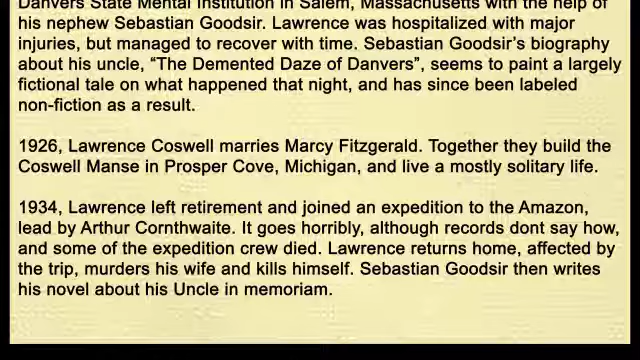 Danvers State Mental Institution in Salem, Massachusetts with the help of
his nephew Sebastian Goodsir. Lawrence was hospitalized with major
injuries, but managed to recover with time. Sebastian Goodsir's biography
about his uncle, “The Demented Daze of Danvers”, seems to paint a largely
fictional tale on what happened that night, and has since been labeled
non-fiction as a result.
1926, Lawrence Coswell marries Marcy Fitzgerald. Together they build the
Coswell Manse in Prosper Cove, Michigan, and live a mostly solitary life.
1934, Lawrence left retirement and joined an expedition to the Amazon,
lead by Arthur Cornthwaite. It goes horribly, although records dont say how,
and some of the expedition crew died. Lawrence returns home, affected by
the trip, murders his wife and kills himself. Sebastian Goodsir then writes
his novel about his Uncle in memoriam.